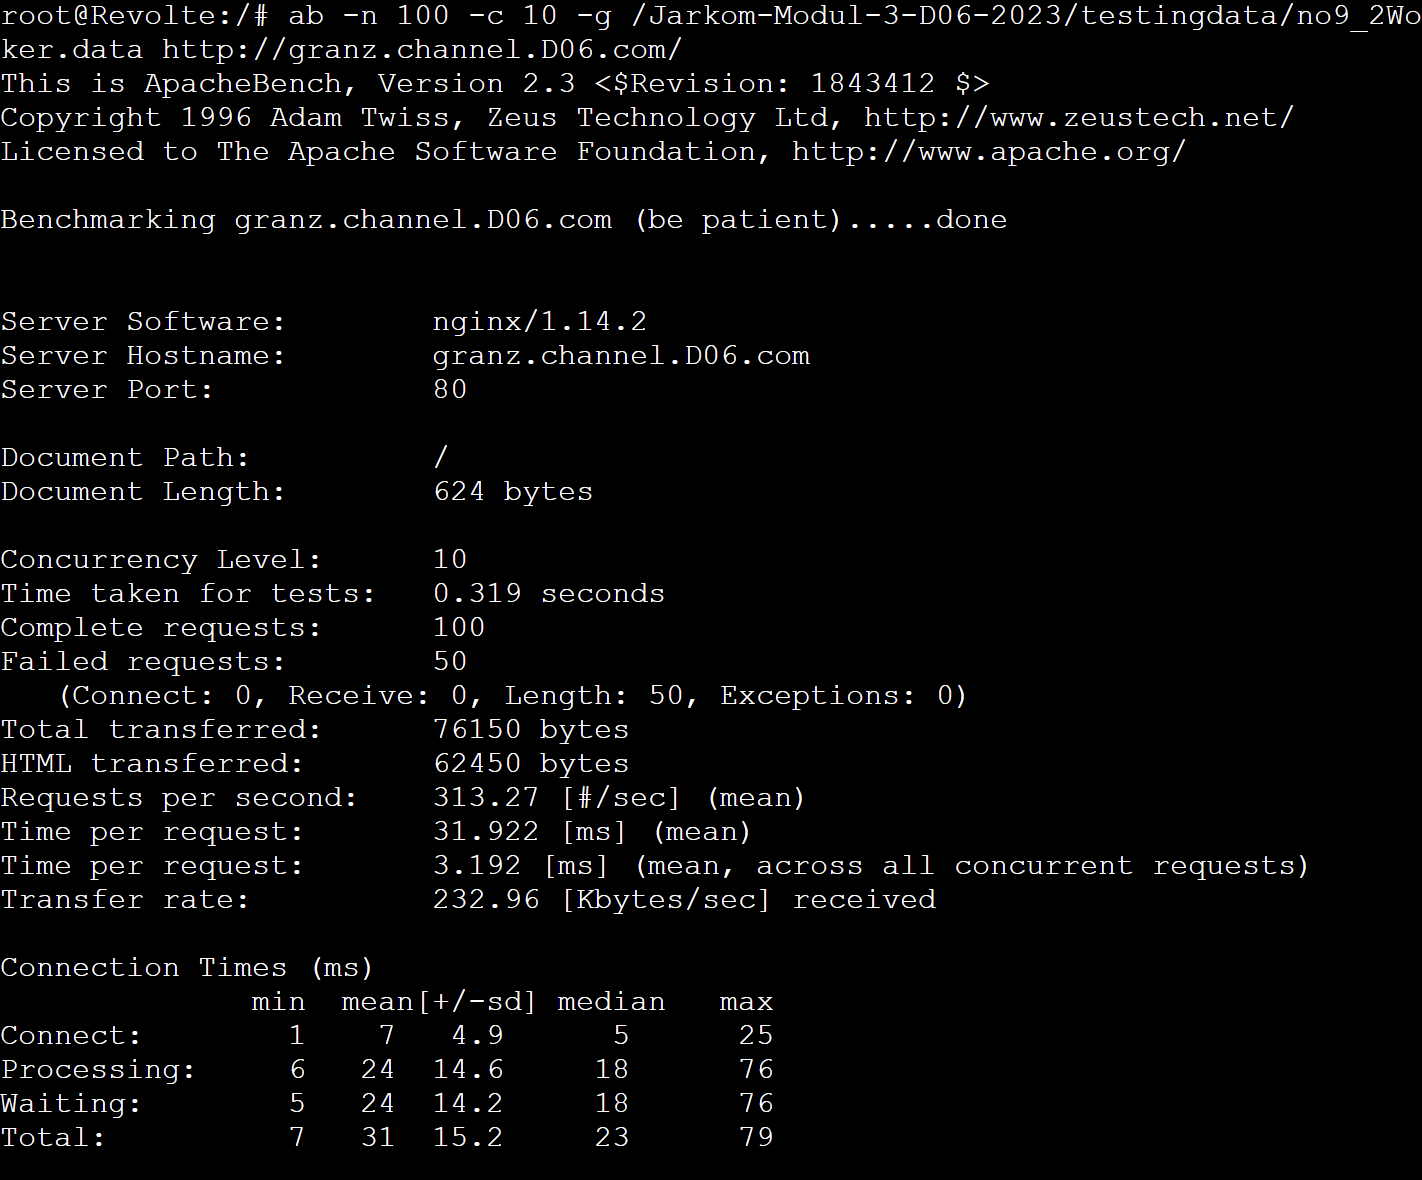 root@Revolte:/# ab -n 100 -c 10 -g /Jarkom-Modul-3-D06-2023/testingdata/no9_2Wo
ker.data http://granz.channel.D06.com/
This is ApacheBench, Version 2.3 <$Revision: 1843412 $>
Copyright 1996 Adam Twiss, Zeus Technology Ltd, http://www.zeustech.net/
Licensed to The Apache Software Foundation, http://www.apache.org/

Benchmarking granz.channel.D06.com (be patient).....done


Server Software:        nginx/1.14.2
Server Hostname:        granz.channel.D06.com
Server Port:            80

Document Path:          /
Document Length:        624 bytes

Concurrency Level:      10
Time taken for tests:   0.319 seconds
Complete requests:      100
Failed requests:        50
   (Connect: 0, Receive: 0, Length: 50, Exceptions: 0)
Total transferred:      76150 bytes
HTML transferred:       62450 bytes
Requests per second:    313.27 [#/sec] (mean)
Time per request:       31.922 [ms] (mean)
Time per request:       3.192 [ms] (mean, across all concurrent requests)
Transfer rate:          232.96 [Kbytes/sec] received

Connection Times (ms)
              min  mean[+/-sd] median   max
Connect:        1    7   4.9      5      25
Processing:     6   24  14.6     18      76
Waiting:        5   24  14.2     18      76
Total:          7   31  15.2     23      79